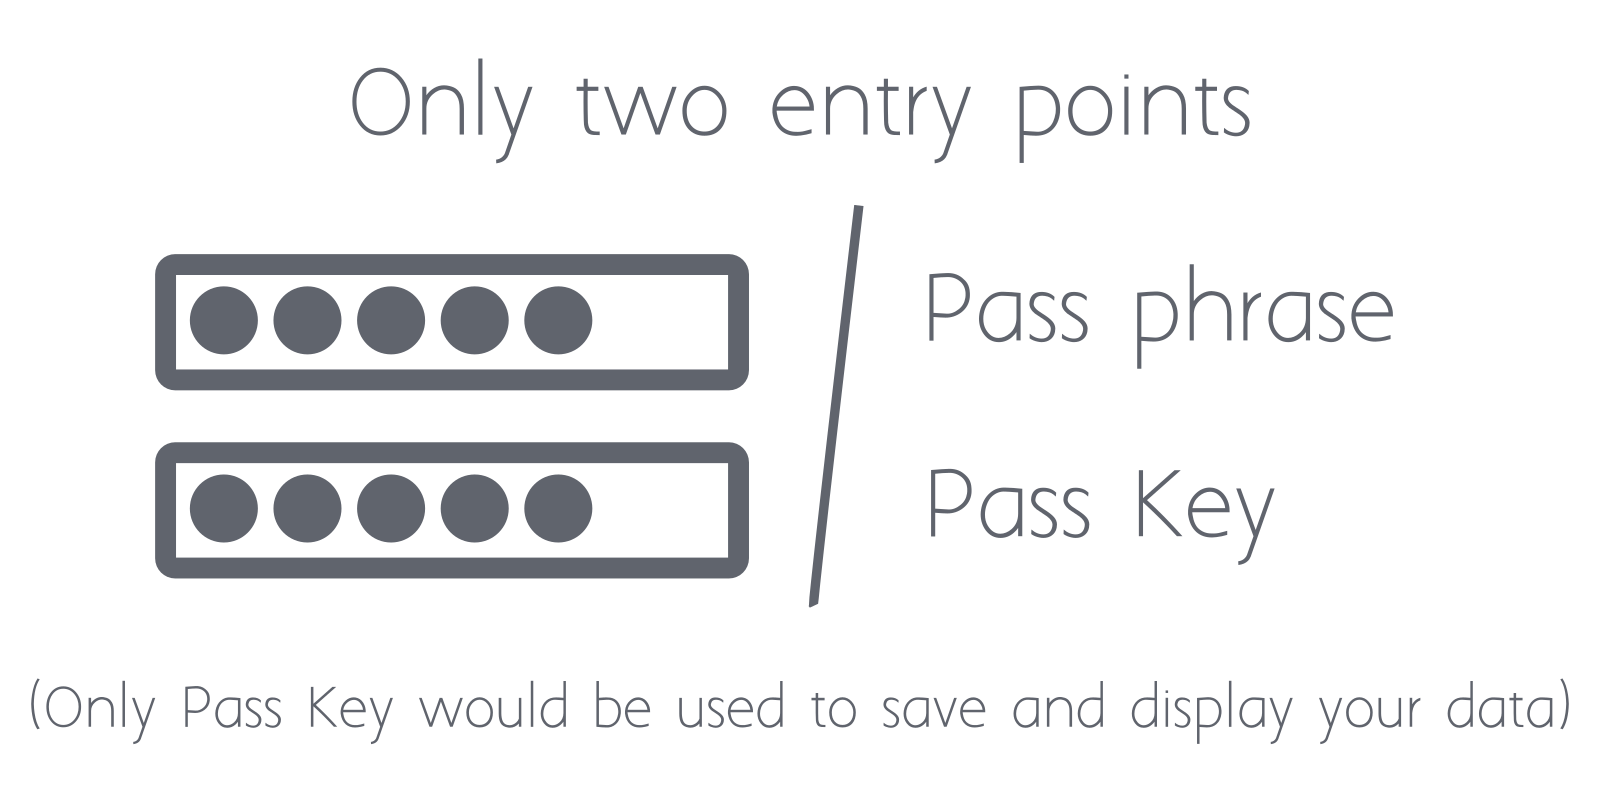 Only two entry points
Pass phrase
Pass Key
(Only Pass Key would be used to save and display your data)